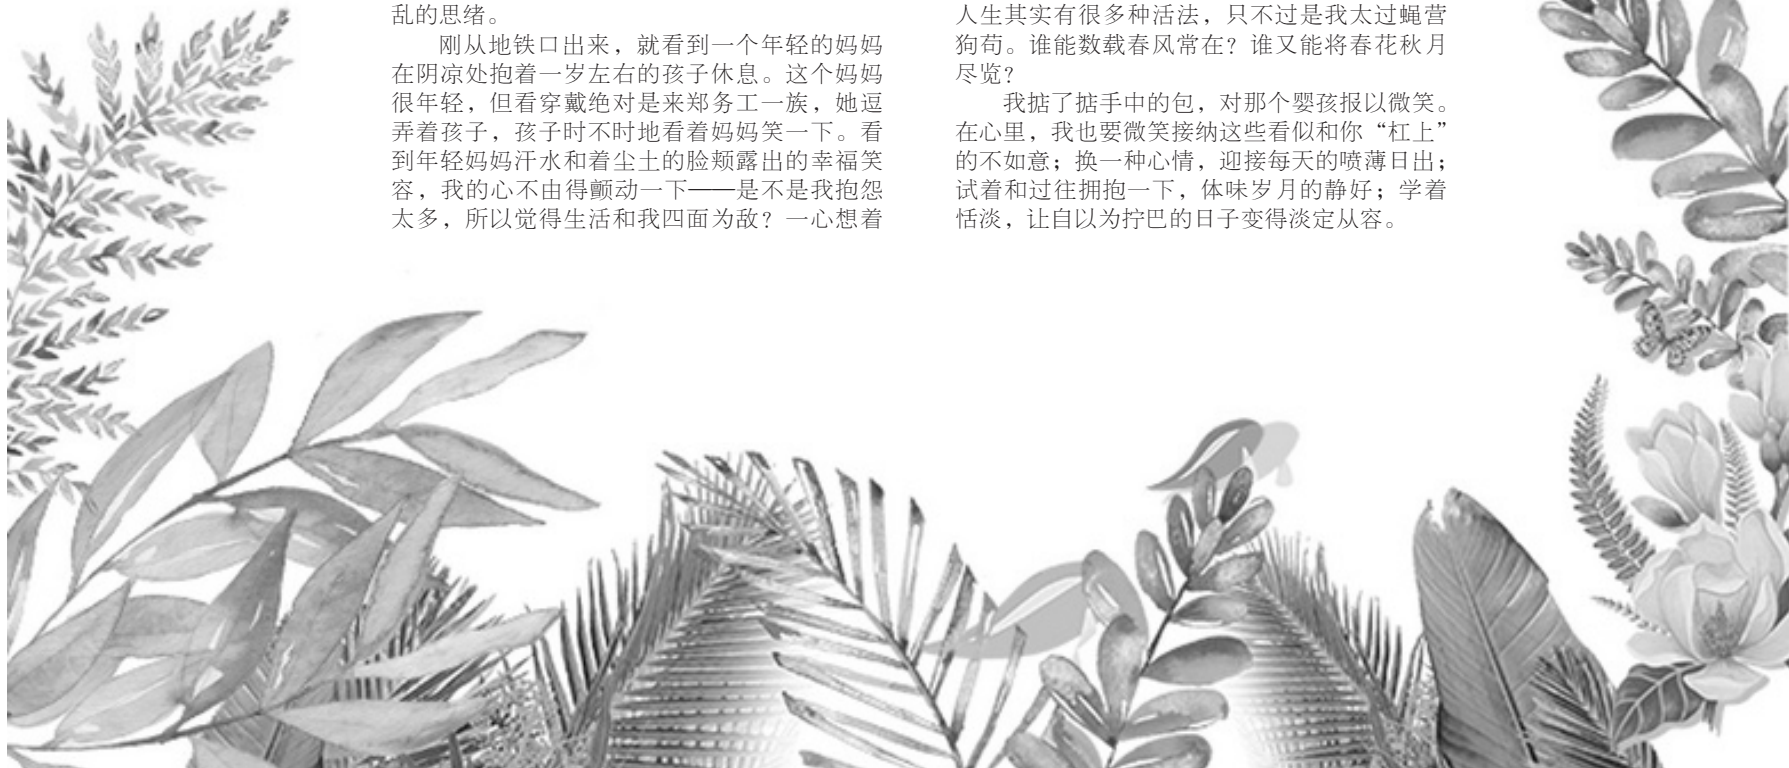 乱的思绪。
刚从地铁口出来，就看到一个年轻的妈妈
在阴凉处抱着一岁左右的孩子休息。这个妈妈
很年轻，但看穿戴绝对是来郑务工一族，她逗
弄着孩子，孩子时不时地看着妈妈笑一下。看
到年轻妈妈汗水和着尘土的脸颊露出的幸福笑
容，我的心不由得颤动一下——是不是我抱怨
太多，所以觉得生活和我四面为敌？一心想着
人生其实有很多种活法，只不过是我太过蝇营
狗苟。谁能数载春风常在？谁又能将春花秋月
尽览？
我掂了掂手中的包，对那个婴孩报以微笑。
在心里，我也要微笑接纳这些看似和你“杠上”
的不如意；换一种心情，迎接每天的喷薄日出；
试着和过往拥抱一下，体味岁月的静好；学着
恬淡，让自以为拧巴的日子变得淡定从容。